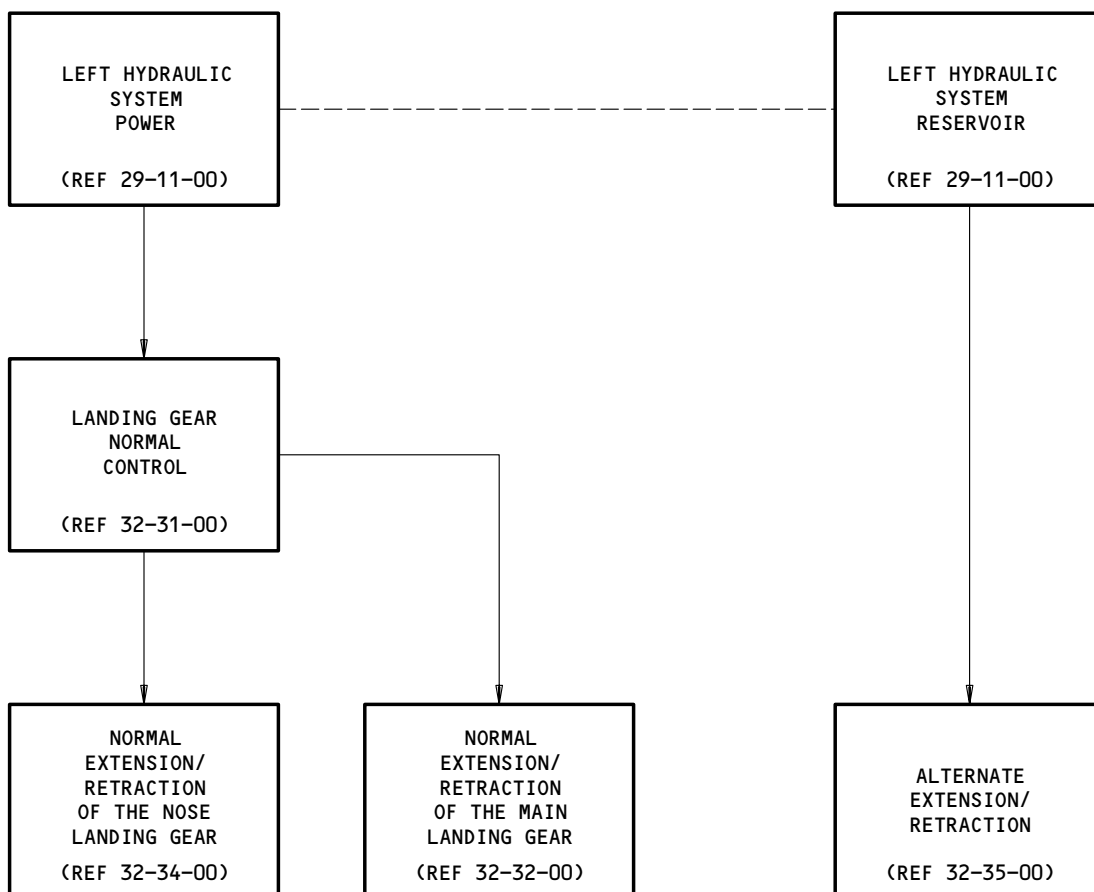 LEFT HYDRAULIC
SYSTEM
POWER
(REF 29-11-00)
LEFT HYDRAULIC
SYSTEM
RESERVOIR
(REF 29-11-00)
LANDING GEAR
NORMAL
CONTROL
(REF 32-31-00)
NORMAL
EXTENSION/
RETRACTION
OF THE NOSE
LANDING GEAR
(REF 32-34-00)
NORMAL
EXTENSION/
RETRACTION
OF THE MAIN
LANDING GEAR
(REF 32-32-00)
ALTERNATE
EXTENSION/
RETRACTION
(REF 32-35-00)